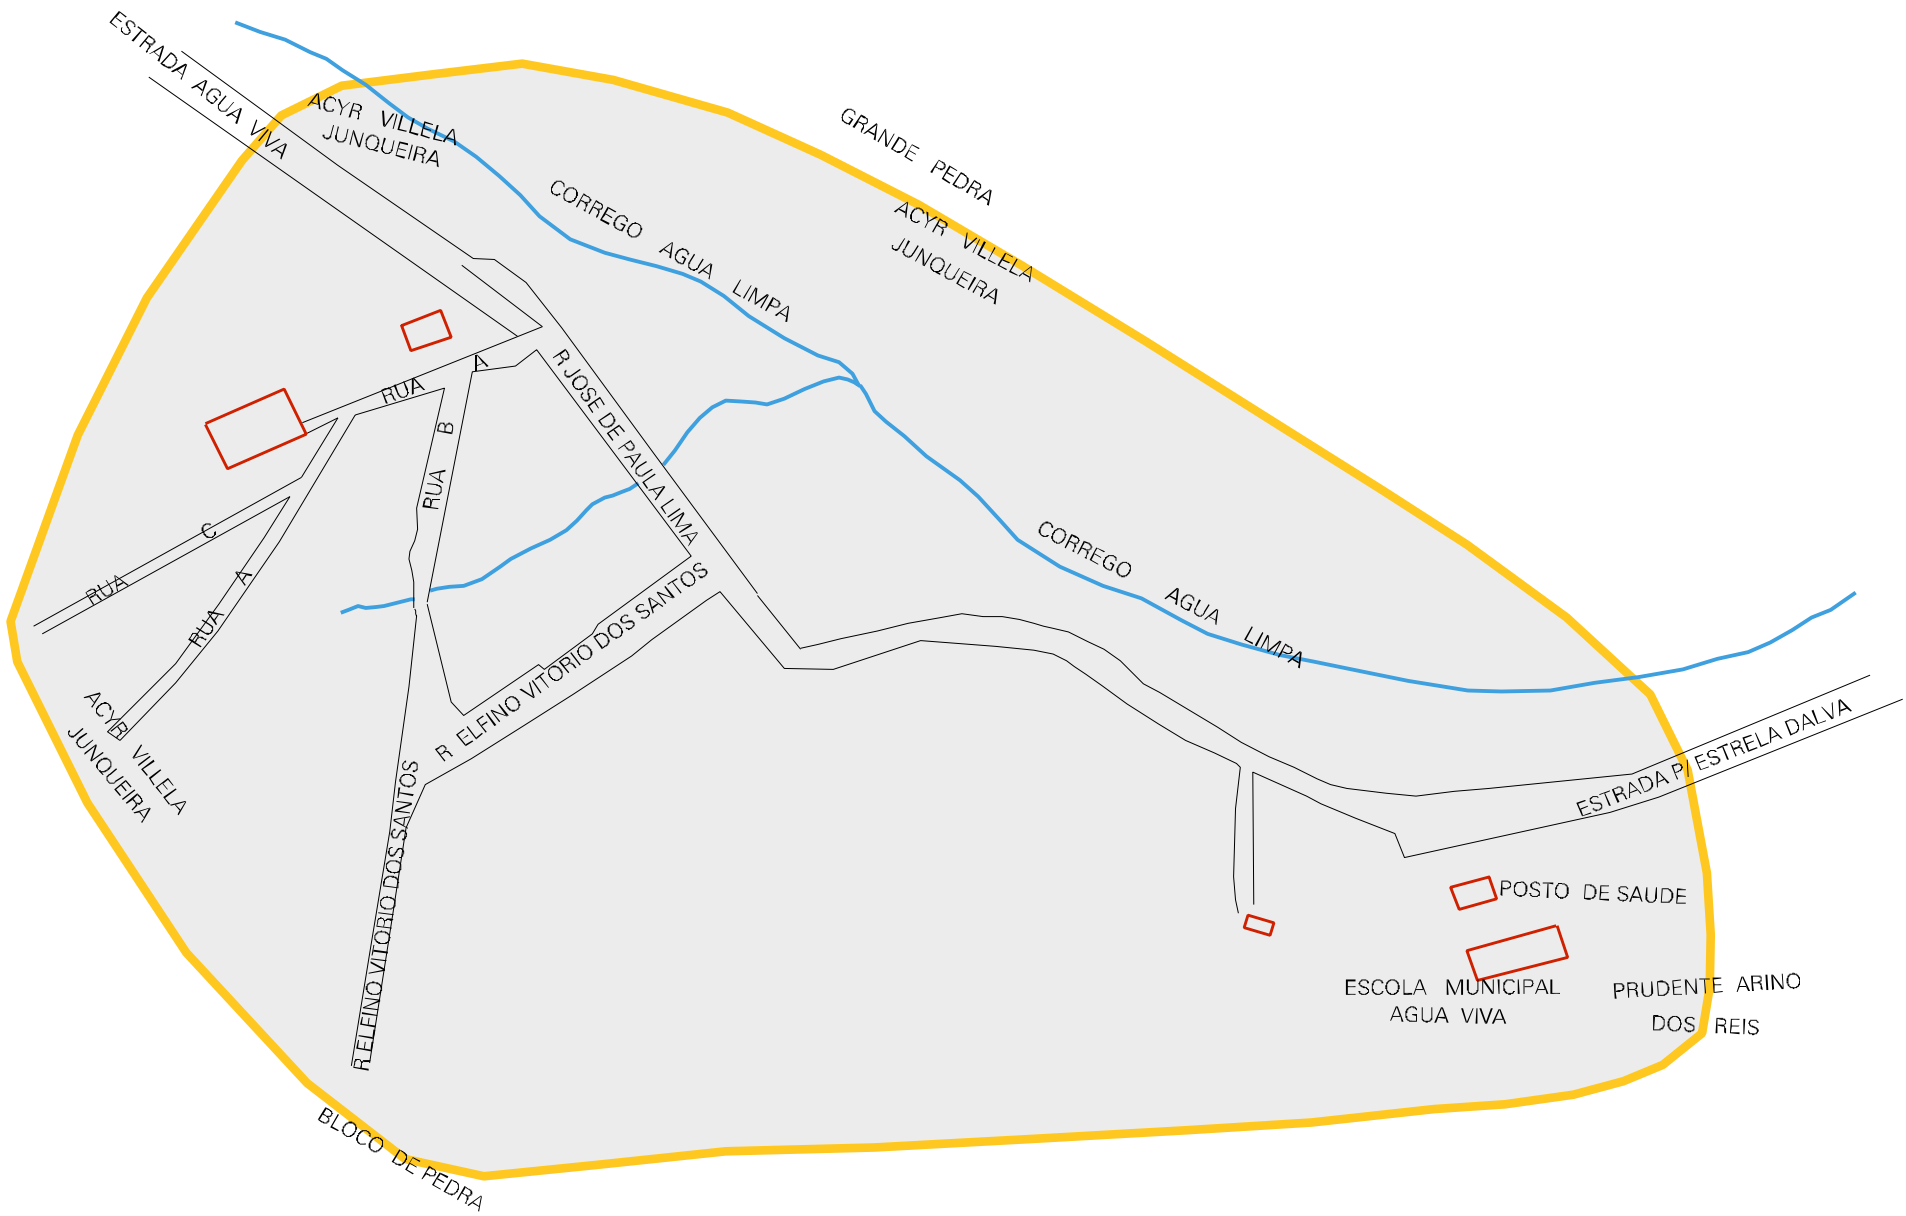 ESTRADA AGUA VIVA
ACYR VILLELA
JUNQUEIRA
GRANDE PEDRA
CORREGO AGUA LIMPA
ACYR VILLELA
JUNQUEIRA
RUA A
R JOSE DE PAULA LIMA
RUA B
RUA C
RUA A
CORREGO AGUA LIMPA
R ELFINO VITORIO DOS SANTOS
ACYR VILLELA
JUNQUEIRA
R ELFINO VITORIO DOS SANTOS
ESTRADA P/ ESTRELA DALVA
POSTO DE SAUDE
ESCOLA MUNICIPAL
AGUA VIVA
PRUDENTE ARINO
DOS REIS
BLOCO DE PEDRA